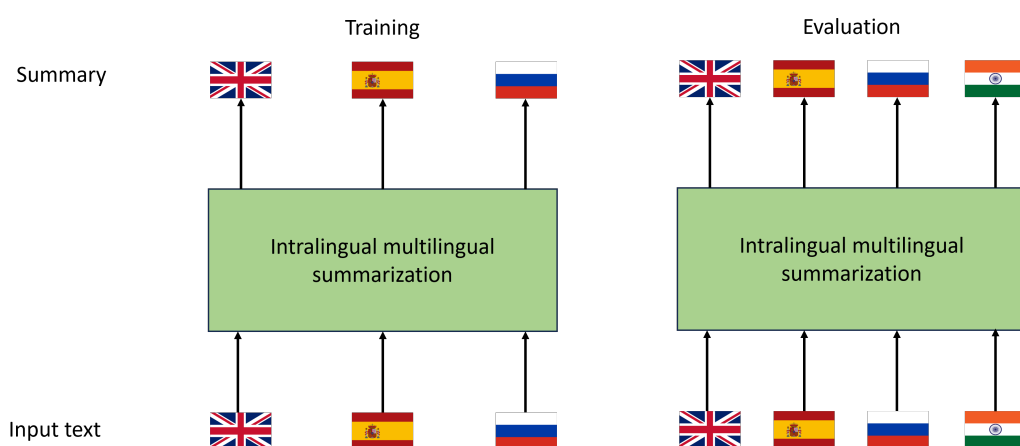 Training
Evaluation
Summary
Intralingual multilingual
summarization
Intralingual multilingual
summarization
Input text